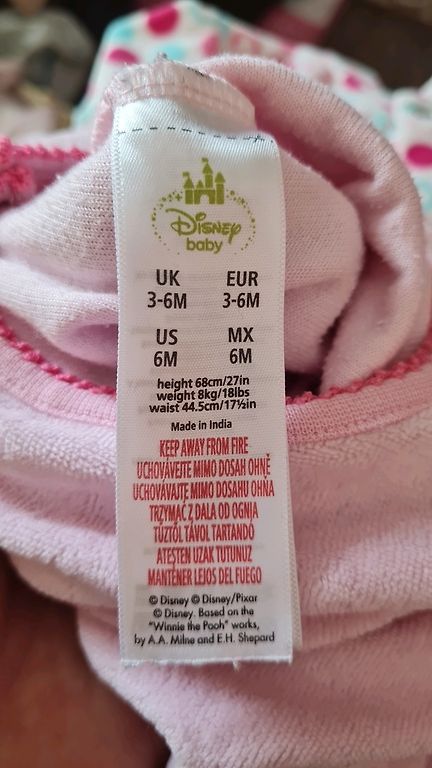 Disney
baby
UK EUR
3-6M 3-6M
US MX
6M 6M
height 68cm/27in
weight 8kg/18lbs
waist 44.5cm/17½in
Made in India
KEEP AWAY FROM FIRE
UCHOVÁVEJTE MIMO DOSAH OHNĚ
UCHOVÁVAJTE MIMO DOSAHU OHŇA
TRZYMAĆ Z DALA OD OGNIA
TŰZTŐL TÁVOL TARTANDÓ
ATEŞTEN UZAK TUTUNUZ
MANTENER LEJOS DEL FUEGO
© Disney © Disney/Pixar
© Disney. Based on the
"Winnie the Pooh" works,
by A.A. Milne and E.H. Shepard